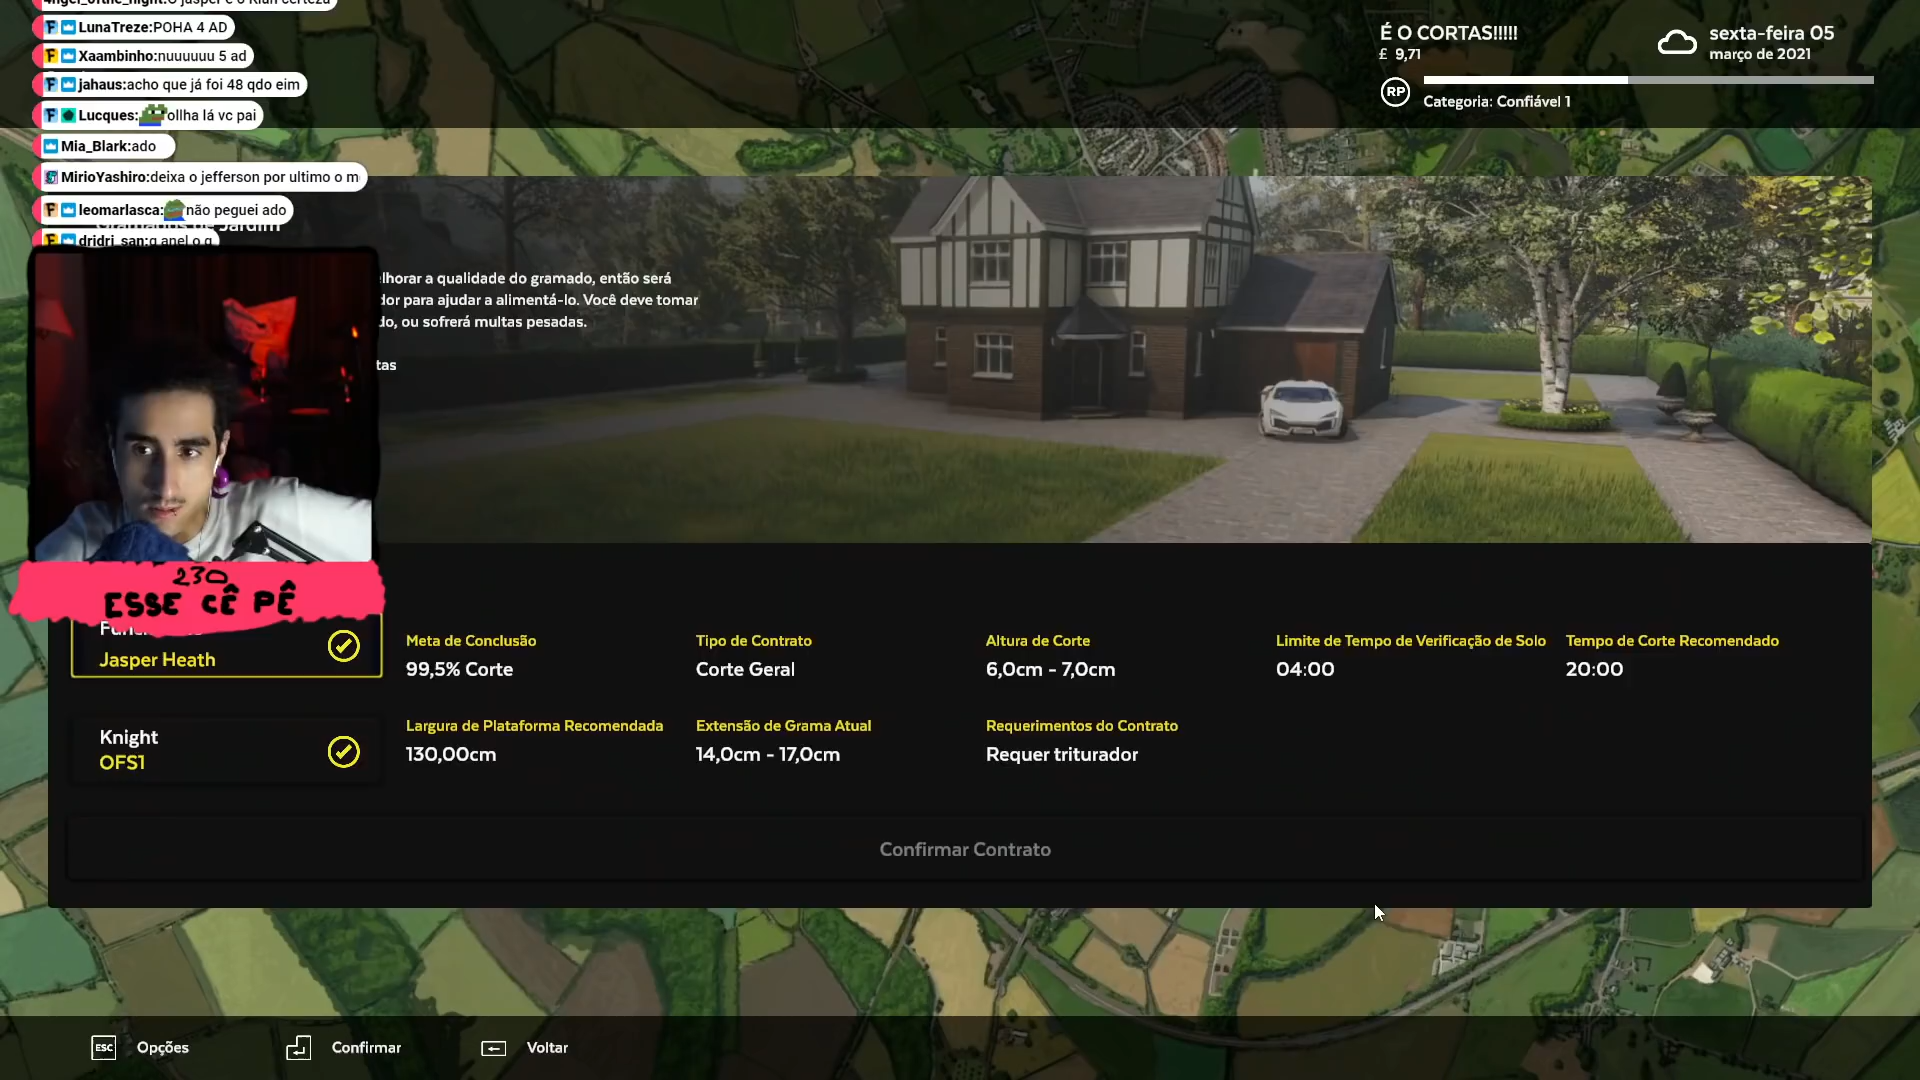 LunaTreze:POHA 4 AD
Xaambinho:nuuuuuu 5 ad
jahaus:acho que já foi 48 qdo eim
Lucques: ollha lá vc pai
Mia_Blark:ado
MirioYashiro:deixa o jefferson por ultimo o m
leomarlasca: não peguei ado
dridri_san:q anel o q
É O CORTAS!!!!!
£ 9,71
sexta-feira 05
março de 2021
RP
Categoria: Confiável 1
lhorar a qualidade do gramado, então será
dor para ajudar a alimentá-lo. Você deve tomar
do, ou sofrerá multas pesadas.
tas
230
ESSE CÊ PÊ
Jasper Heath
Meta de Conclusão
99,5% Corte
Tipo de Contrato
Corte Geral
Altura de Corte
6,0cm - 7,0cm
Limite de Tempo de Verificação de Solo
04:00
Tempo de Corte Recomendado
20:00
Knight
OFS1
Largura de Plataforma Recomendada
130,00cm
Extensão de Grama Atual
14,0cm - 17,0cm
Requerimentos do Contrato
Requer triturador
Confirmar Contrato
ESC Opções
Confirmar
Voltar